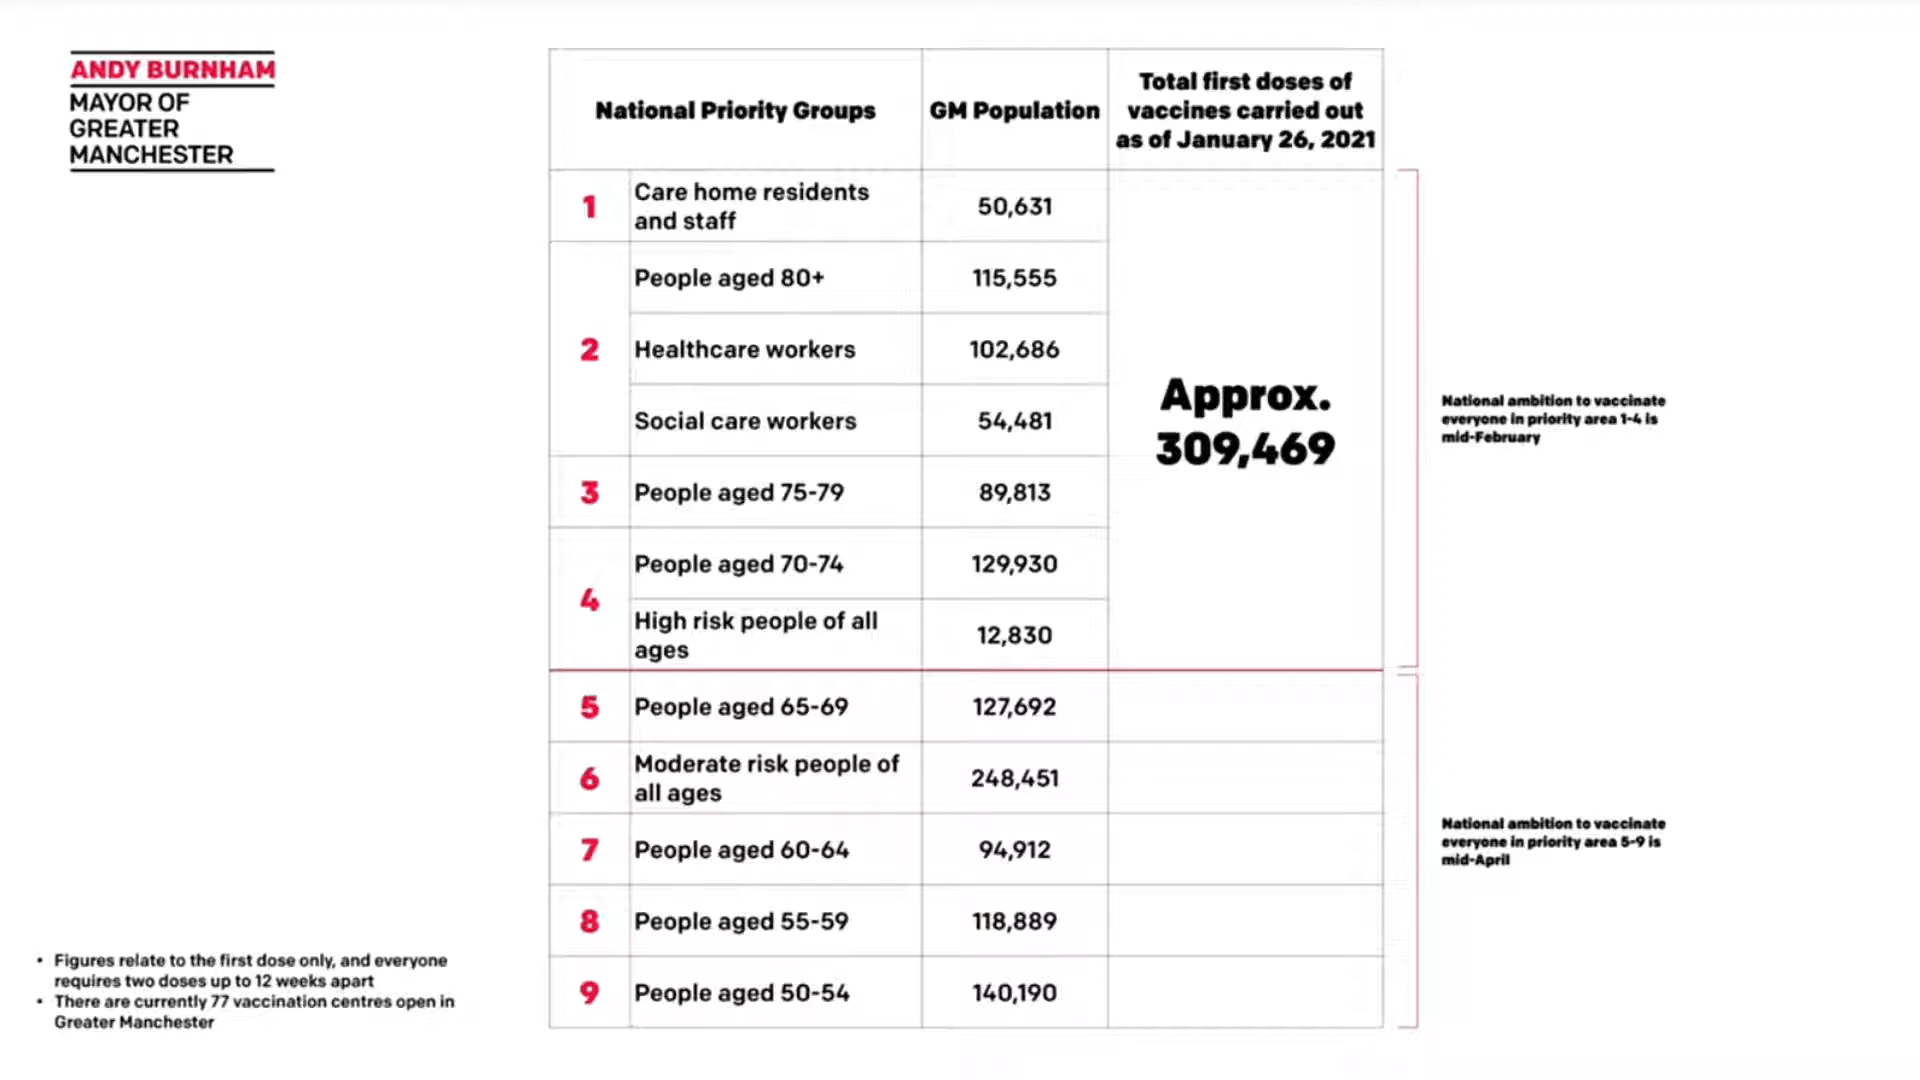 ANDY BURNHAM
MAYOR OF
GREATER
MANCHESTER
National Priority Groups
GM Population
Total first doses of
vaccines carried out
as of January 26, 2021
1
Care home residents
and staff
50,631
2
People aged 80+
115,555
Healthcare workers
102,686
Social care workers
54,481
3
People aged 75-79
89,813
4
People aged 70-74
129,930
High risk people of all
ages
12,830
Approx.
309,469
National ambition to vaccinate
everyone in priority area 1-4 is
mid-February
5
People aged 65-69
127,692
6
Moderate risk people of
all ages
248,451
7
People aged 60-64
94,912
8
People aged 55-59
118,889
9
People aged 50-54
140,190
National ambition to vaccinate
everyone in priority area 5-9 is
mid-April
• Figures relate to the first dose only, and everyone
requires two doses up to 12 weeks apart
• There are currently 77 vaccination centres open in
Greater Manchester